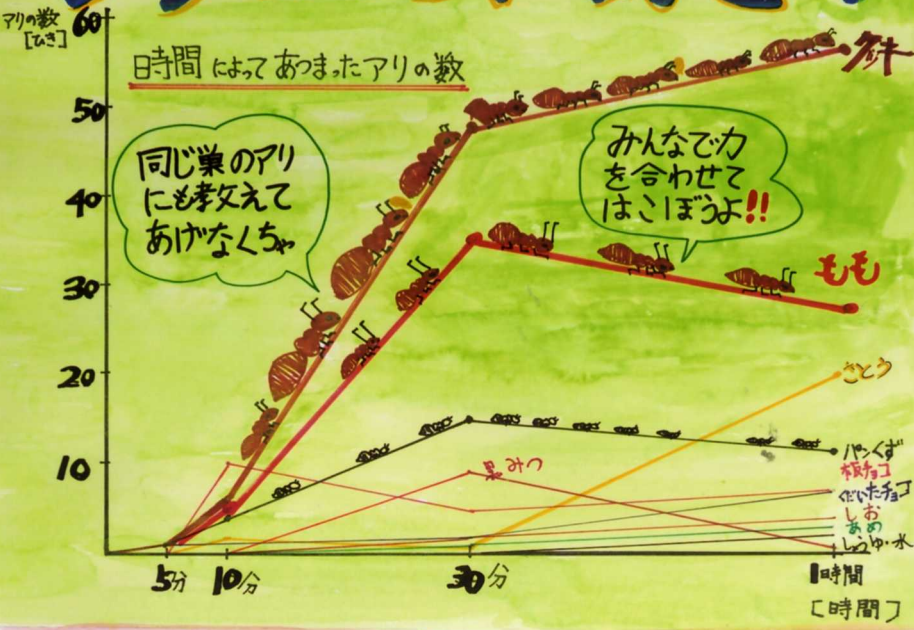 アリの数
[ひき]
60
50
40
30
20
10
時間によってあつまったアリの数
同じ巣のアリ
にも教えて
あげなくちゃ
みんなで力
を合わせて
はこぼうよ!!
もも
さとう
パンくず
板チョコ
くだいたチョコ
しお
あめ
しょうゆ・水
黒みつ
5分
10分
30分
1時間
[時間]